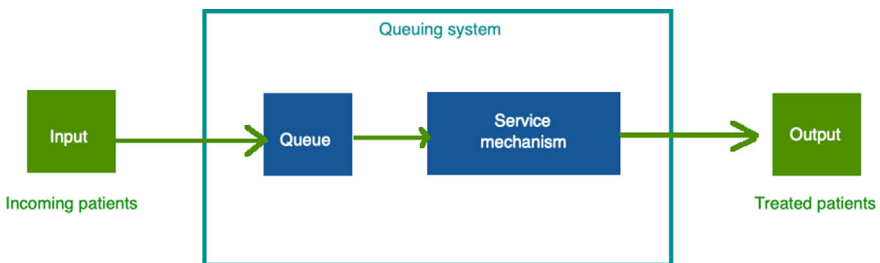 Queuing system
Input
Queue
Service
mechanism
Output
Incoming patients
Treated patients